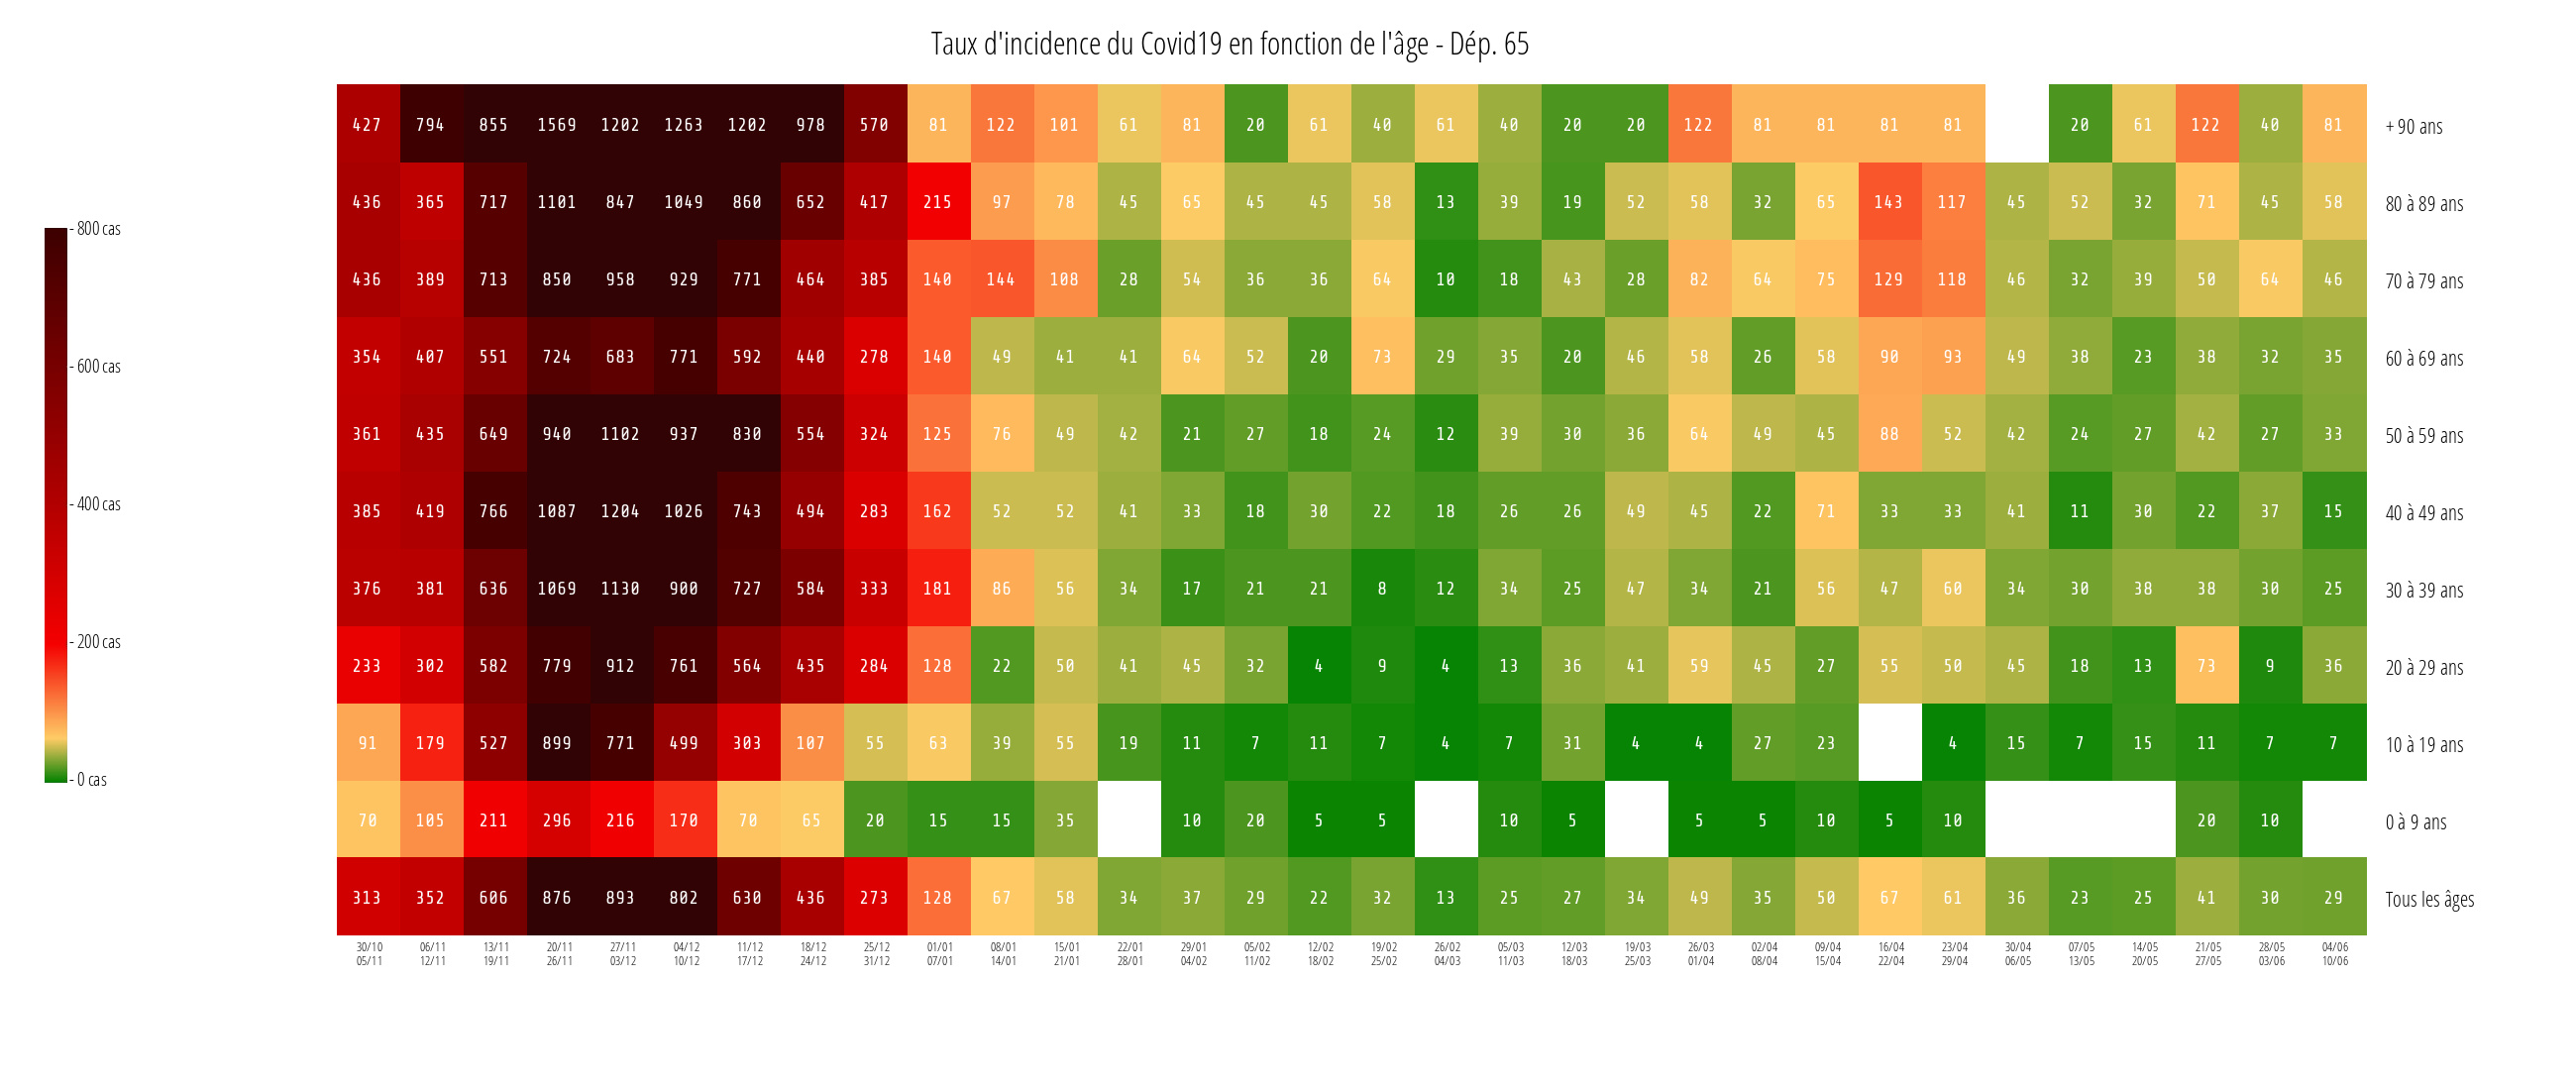 Taux d'incidence du Covid19 en fonction de l'âge - Dép. 65
- 800 cas
- 600 cas
- 400 cas
- 200 cas
- 0 cas
427 794 855 1569 1202 1263 1202 978 570 81 122 101 61 81 20 61 40 61 40 20 20 122 81 81 81 81 20 61 122 40 81 + 90 ans
436 365 717 1101 847 1049 860 652 417 215 97 78 45 65 45 45 58 13 39 19 52 58 32 65 143 117 45 52 32 71 45 58 80 à 89 ans
436 389 713 850 958 929 771 464 385 140 144 108 28 54 36 36 64 10 18 43 28 82 64 75 129 118 46 32 39 50 64 46 70 à 79 ans
354 407 551 724 683 771 592 440 278 140 49 41 41 64 52 20 73 29 35 20 46 58 26 58 90 93 49 38 23 38 32 35 60 à 69 ans
361 435 649 940 1102 937 830 554 324 125 76 49 42 21 27 18 24 12 39 30 36 64 49 45 88 52 42 24 27 42 27 33 50 à 59 ans
385 419 766 1087 1204 1026 743 494 283 162 52 52 41 33 18 30 22 18 26 26 49 45 22 71 33 33 41 11 30 22 37 15 40 à 49 ans
376 381 636 1069 1130 900 727 584 333 181 86 56 34 17 21 21 8 12 34 25 47 34 21 56 47 60 34 30 38 38 30 25 30 à 39 ans
233 302 582 779 912 761 564 435 284 128 22 50 41 45 32 4 9 4 13 36 41 59 45 27 55 50 45 18 13 73 9 36 20 à 29 ans
91 179 527 899 771 499 303 107 55 63 39 55 19 11 7 11 7 4 7 31 4 4 27 23 4 15 7 15 11 7 7 10 à 19 ans
70 105 211 296 216 170 70 65 20 15 15 35 10 20 5 5 10 5 5 5 10 5 10 20 10 0 à 9 ans
313 352 606 876 893 802 630 436 273 128 67 58 34 37 29 22 32 13 25 27 34 49 35 50 67 61 36 23 25 41 30 29 Tous les âges
30/10 06/11 13/11 20/11 27/11 04/12 11/12 18/12 25/12 01/01 08/01 15/01 22/01 29/01 05/02 12/02 19/02 26/02 05/03 12/03 19/03 26/03 02/04 09/04 16/04 23/04 30/04 07/05 14/05 21/05 28/05 04/06
05/11 12/11 19/11 26/11 03/12 10/12 17/12 24/12 31/12 07/01 14/01 21/01 28/01 04/02 11/02 18/02 25/02 04/03 11/03 18/03 25/03 01/04 08/04 15/04 22/04 29/04 06/05 13/05 20/05 27/05 03/06 10/06